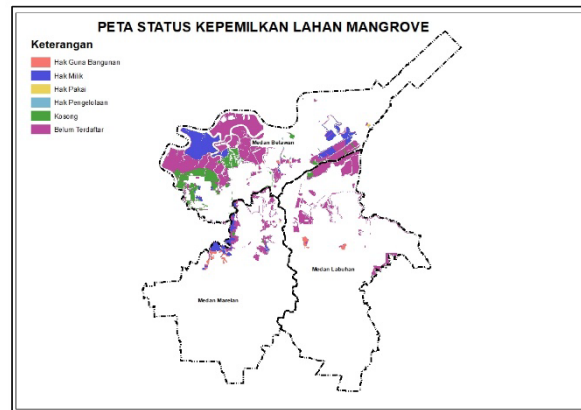 PETA STATUS KEPEMILKAN LAHAN MANGROVE
Keterangan
Hak Guna Bangunan
Hak Milik
Hak Pakai
Hak Pengelolaan
Kosong
Belum Terdaftar
Medan Belawan
Medan Marelan
Medan Labuhan